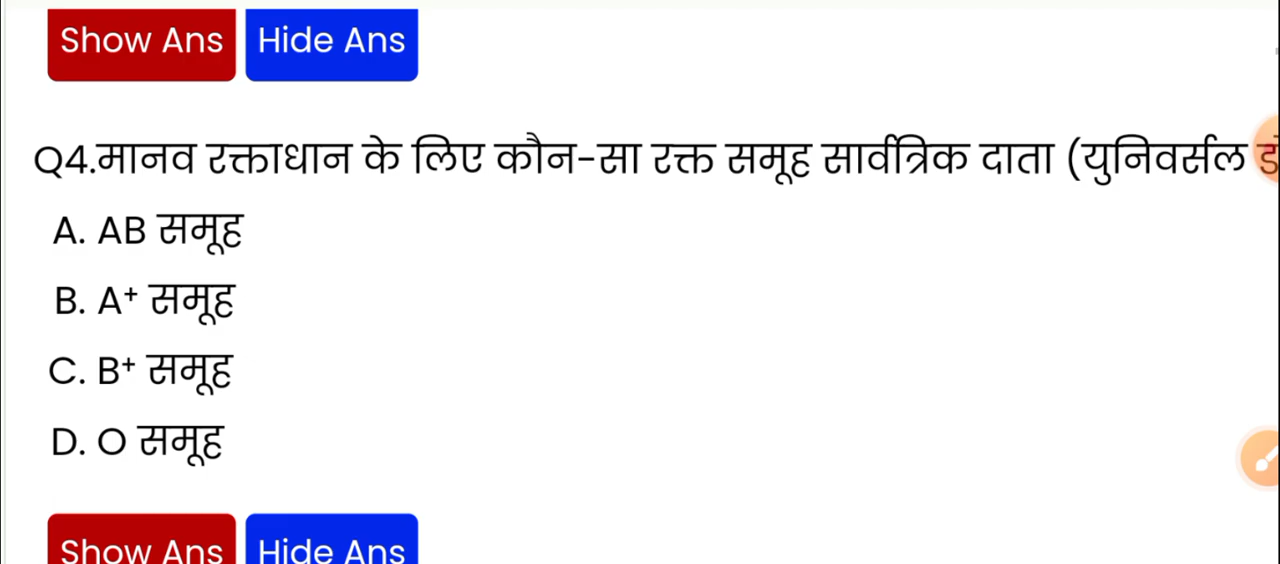 Show Ans Hide Ans
Q4.मानव रक्ताधान के लिए कौन-सा रक्त समूह सार्वत्रिक दाता (युनिवर्सल
A. AB समूह
B. A⁺ समूह
C. B⁺ समूह
D. O समूह
Show Ans Hide Ans